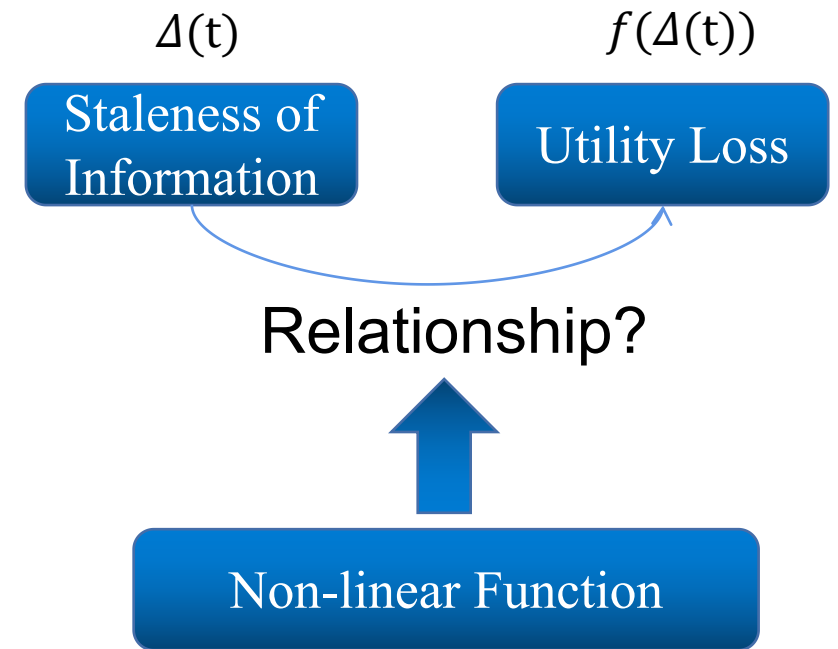 𝛥(t)
𝑓(𝛥(t))
Staleness of
Information
Utility Loss
Relationship?
Non-linear Function